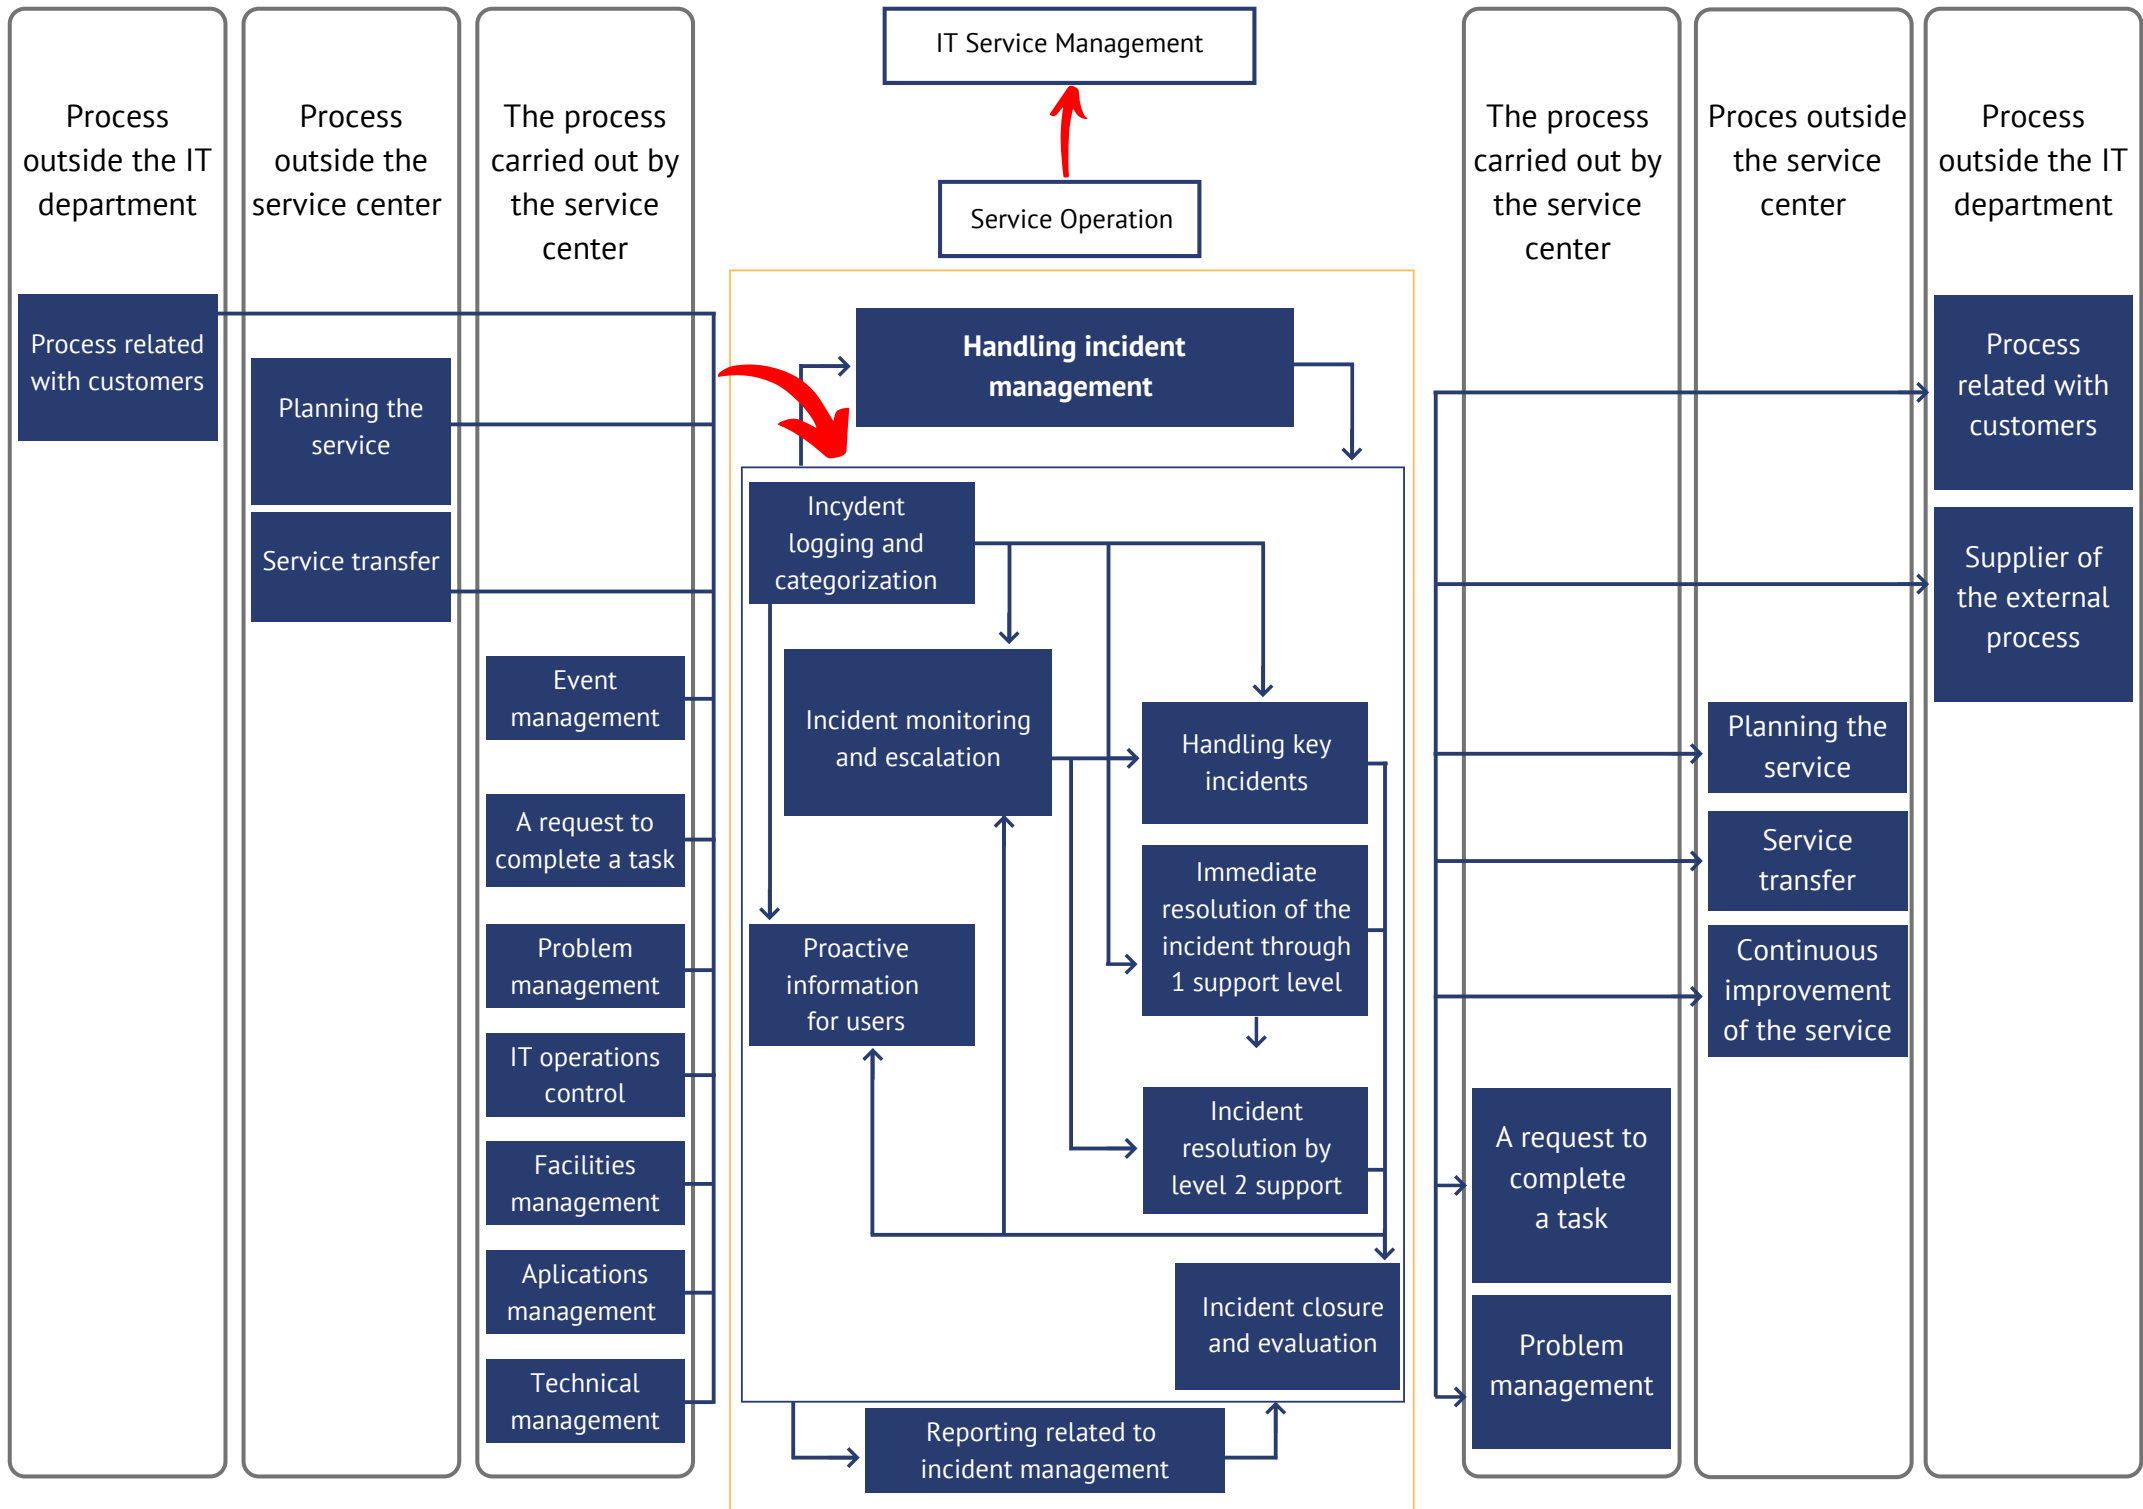 Process
outside the IT
department
Process
outside the
service center
The process
carried out by
the service
center
IT Service Management
Service Operation
The process
carried out by
the service
center
Proces outside
the service
center
Process
outside the IT
department
Process related
with customers
Planning the
service
Service transfer
Event
management
A request to
complete a task
Problem
management
IT operations
control
Facilities
management
Aplications
management
Technical
management
Handling incident
management
Incydent
logging and
categorization
Incident monitoring
and escalation
Handling key
incidents
Immediate
resolution of the
incident through
1 support level
Proactive
information
for users
Incident
resolution by
level 2 support
Incident closure
and evaluation
Reporting related to
incident management
A request to
complete
a task
Problem
management
Planning the
service
Service
transfer
Continuous
improvement
of the service
Process
related with
customers
Supplier of
the external
process